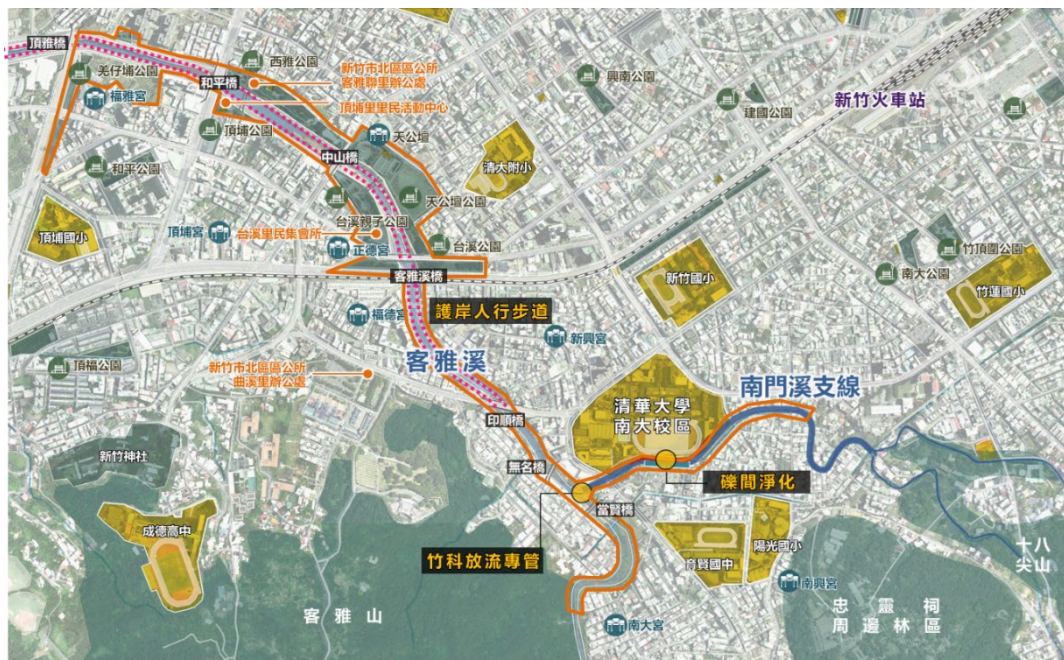 頂雅橋
羌仔埔公園
福雅宮
西雅公園
和平橋
新竹市北區區公所
客雅聯里辦公處
頂埔里里民活動中心
頂埔公園
天公壇
和平公園
中山橋
清大附小
興南公園
建國公園
新竹火車站
天公壇公園
頂埔國小
頂埔宮
台溪里民集會所
台溪親子公園
正德宮
台溪公園
客雅溪橋
新竹國小
竹頂圍公園
南大公園
竹蓮國小
護岸人行步道
福德宮
新興宮
客雅溪
頂福公園
新竹市北區區公所
曲溪里辦公處
南門溪支線
清華大學
南大校區
印順橋
新竹神社
無名橋
礫間淨化
當賢橋
成德高中
竹科放流專管
育賢國中
陽光國小
十八
尖山
南興宮
客雅山
南大宮
忠靈祠
周邊林區